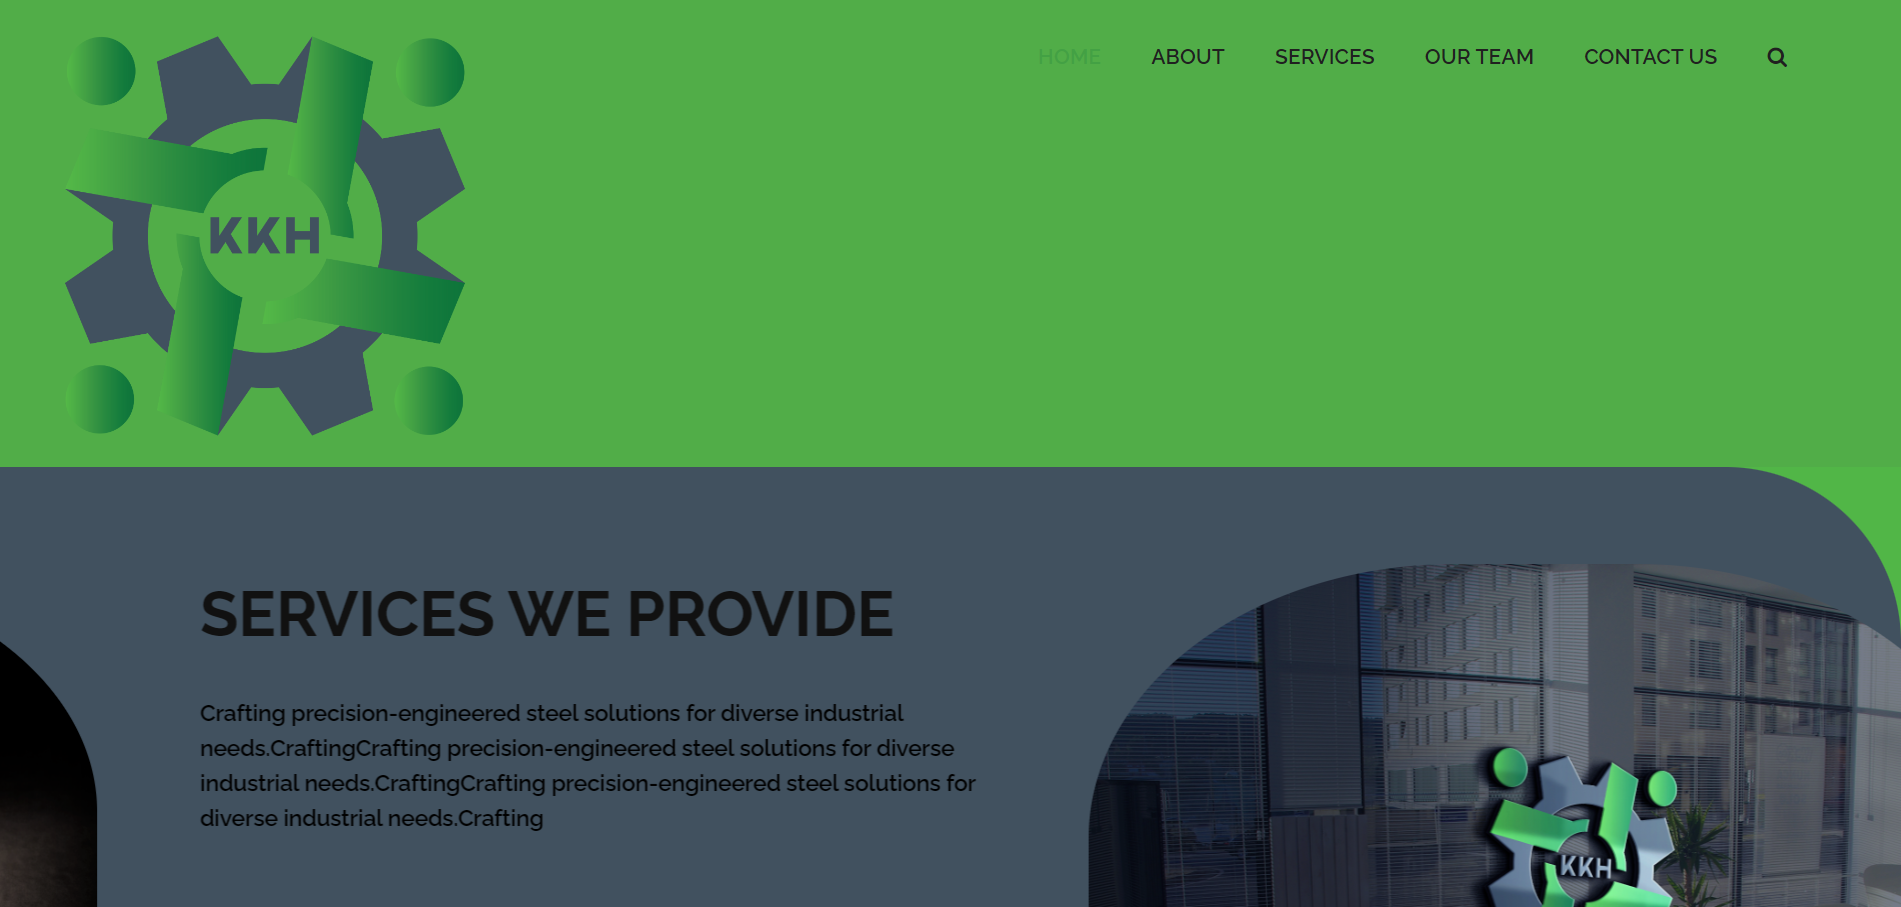 HOME ABOUT SERVICES OUR TEAM CONTACT US
KKH
SERVICES WE PROVIDE
Crafting precision-engineered steel solutions for diverse industrial
needs.CraftingCrafting precision-engineered steel solutions for diverse
industrial needs.CraftingCrafting precision-engineered steel solutions for
diverse industrial needs.Crafting
KKH